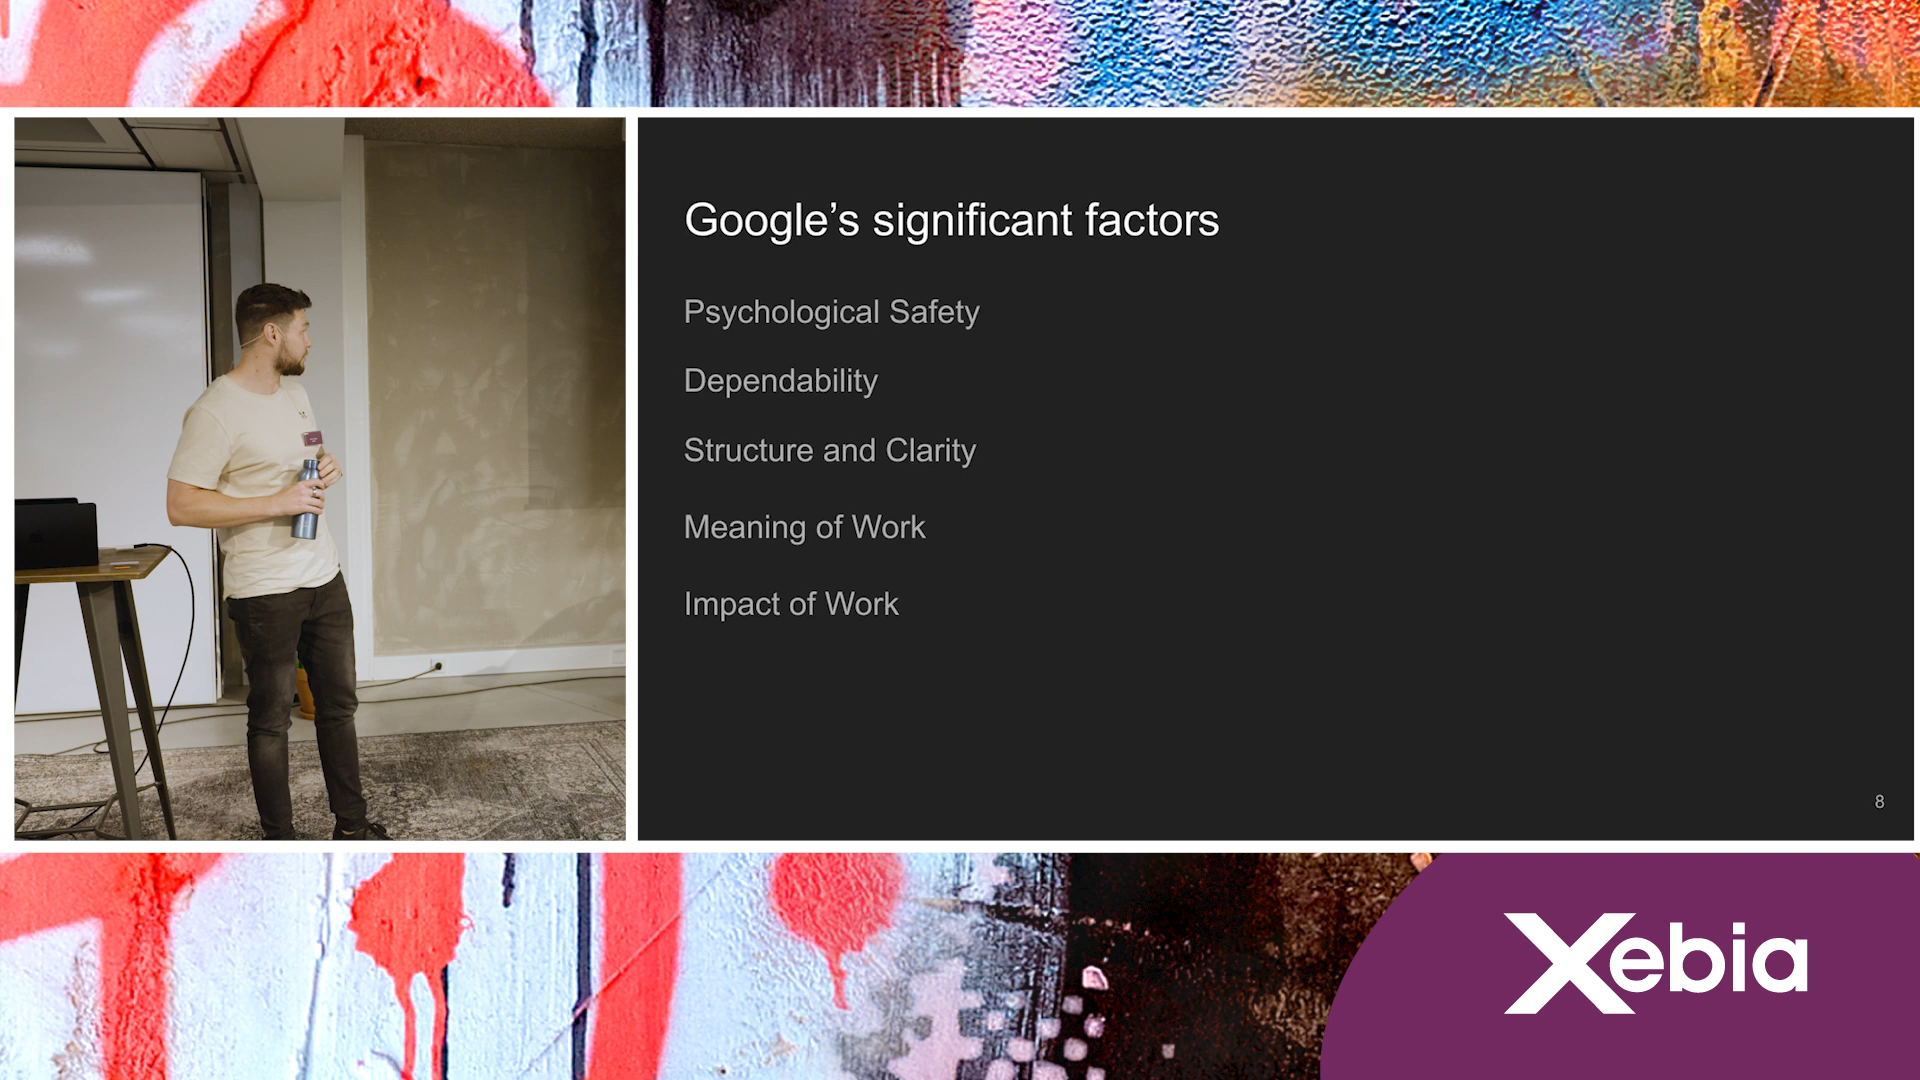 Google’s significant factors
Psychological Safety
Dependability
Structure and Clarity
Meaning of Work
Impact of Work
8
Xebia